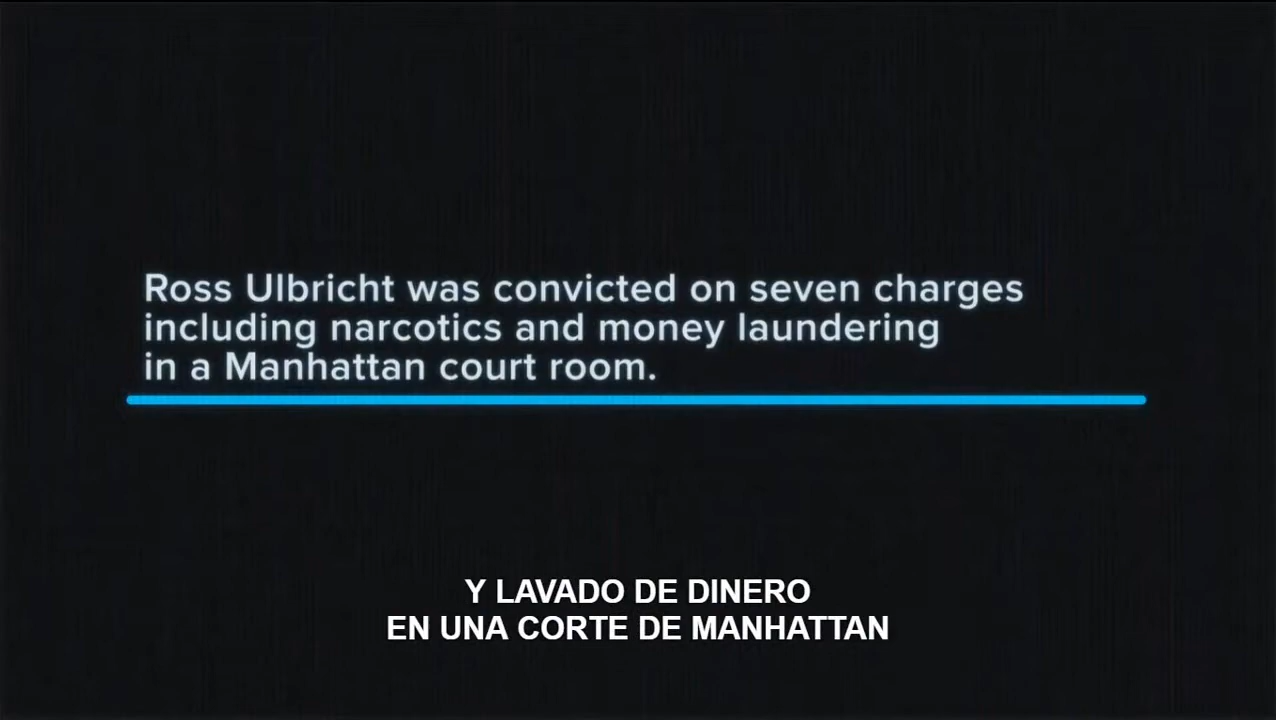 Ross Ulbricht was convicted on seven charges
including narcotics and money laundering
in a Manhattan court room.
Y LAVADO DE DINERO
EN UNA CORTE DE MANHATTAN